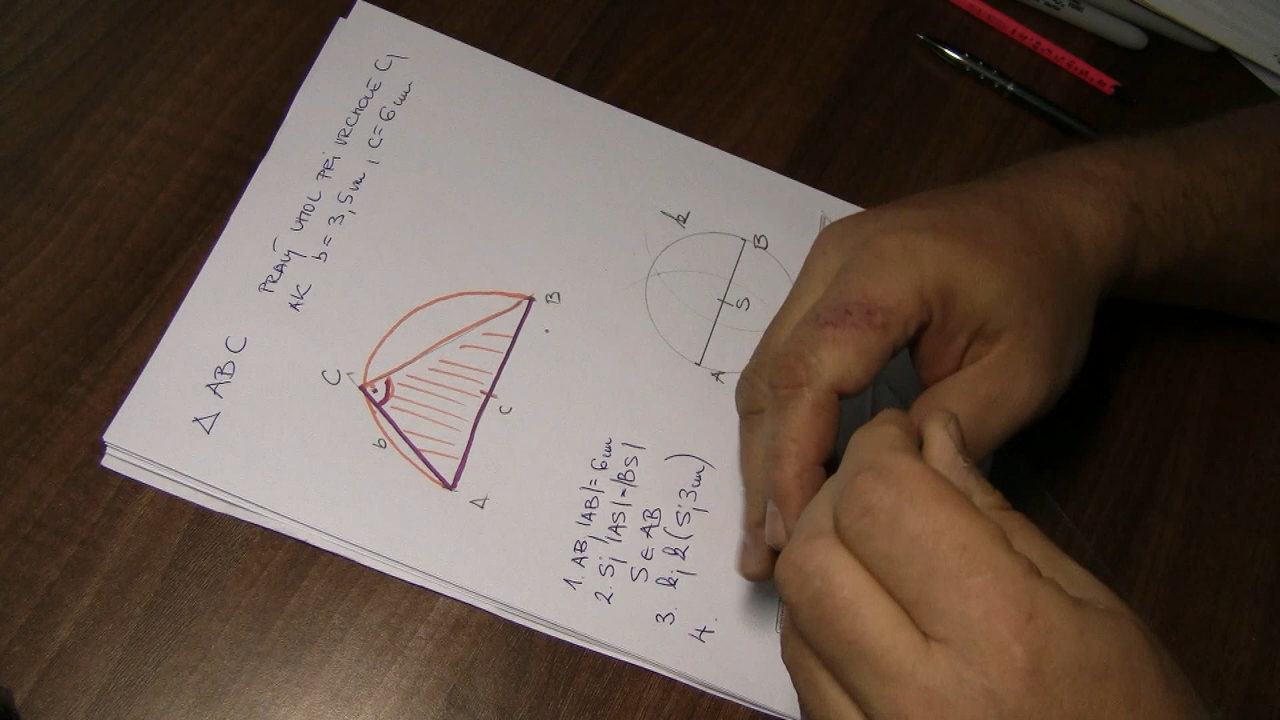 △ ABC
PRAVÝ UHOL PRI VRCHOLE C,
AK b = 3,5 cm, c = 6 cm
C
b
A
c
B
k
A
S
B
1. AB; |AB| = 6 cm
2. S; |AS| = |BS|
S ∈ AB
3. k; k (S; 3 cm)
4.